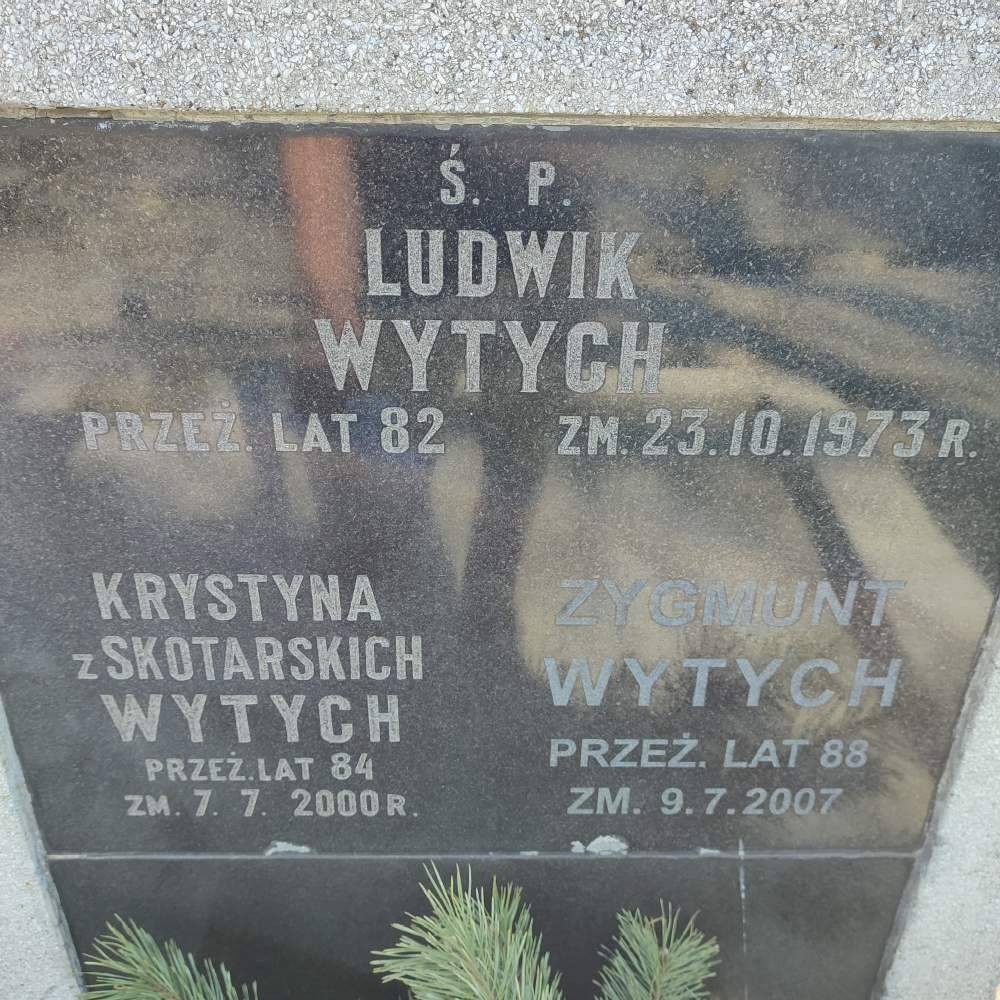 Ś. P.
LUDWIK
WYTYCH
PRZEŻ. LAT 82 ZM. 23.10.1973 R.
KRYSTYNA
z SKOTARSKICH
WYTYCH
PRZEŻ. LAT 84
ZM. 7. 7. 2000 R.
ZYGMUNT
WYTYCH
PRZEŻ. LAT 88
ZM. 9.7.2007